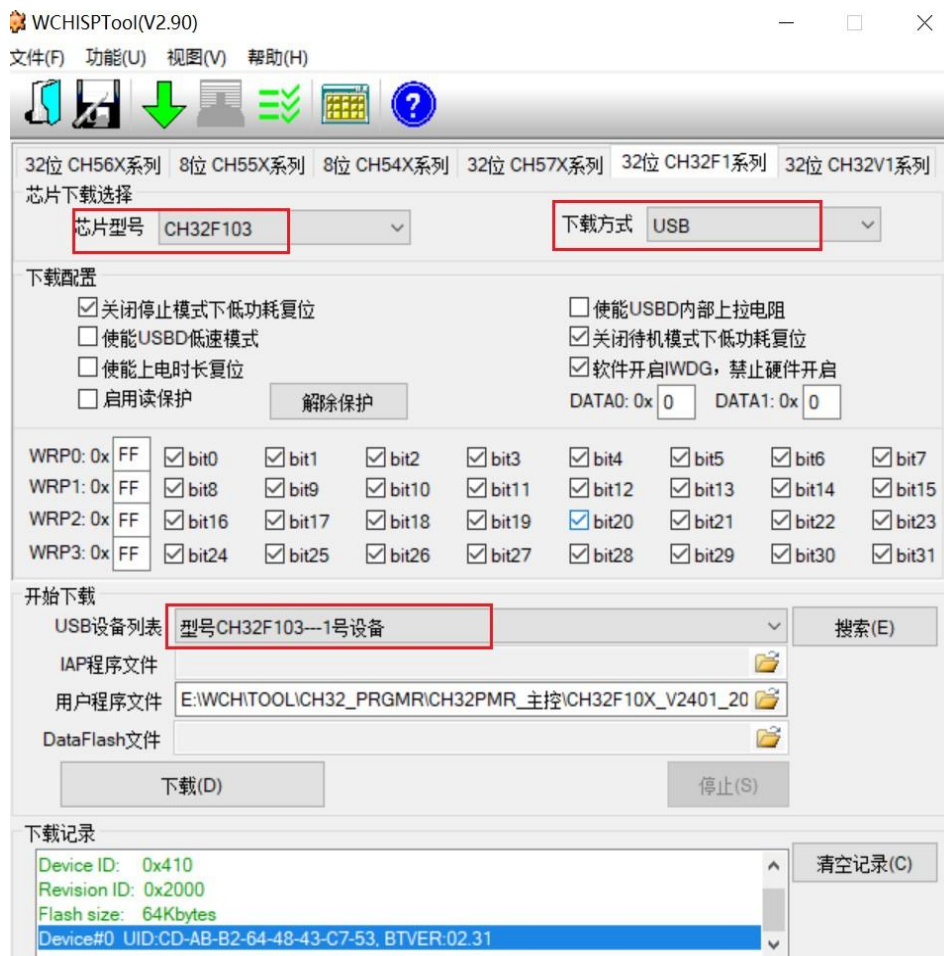 WCHISPTool(V2.90)
文件(F) 功能(U) 视图(V) 帮助(H)
?
32位 CH56X系列 8位 CH55X系列 8位 CH54X系列 32位 CH57X系列 32位 CH32F1系列 32位 CH32V1系列
芯片下载选择
芯片型号 CH32F103 下载方式 USB
下载配置
关闭停止模式下低功耗复位 使能USBD内部上拉电阻
使能USBD低速模式 关闭待机模式下低功耗复位
使能上电时长复位 软件开启IWDG，禁止硬件开启
启用读保护 解除保护 DATA0: 0x 0 DATA1: 0x 0
WRP0: 0x FF bit0 bit1 bit2 bit3 bit4 bit5 bit6 bit7
WRP1: 0x FF bit8 bit9 bit10 bit11 bit12 bit13 bit14 bit15
WRP2: 0x FF bit16 bit17 bit18 bit19 bit20 bit21 bit22 bit23
WRP3: 0x FF bit24 bit25 bit26 bit27 bit28 bit29 bit30 bit31
开始下载
USB设备列表 型号CH32F103---1号设备 搜索(E)
IAP程序文件
用户程序文件 E:\WCH\TOOL\CH32_PRGMR\CH32PMR_主控\CH32F10X_V2401_20
DataFlash文件
下载(D) 停止(S)
下载记录
Device ID: 0x410 清空记录(C)
Revision ID: 0x2000
Flash size: 64Kbytes
Device#0 UID:CD-AB-B2-64-48-43-C7-53, BTVER:02.31